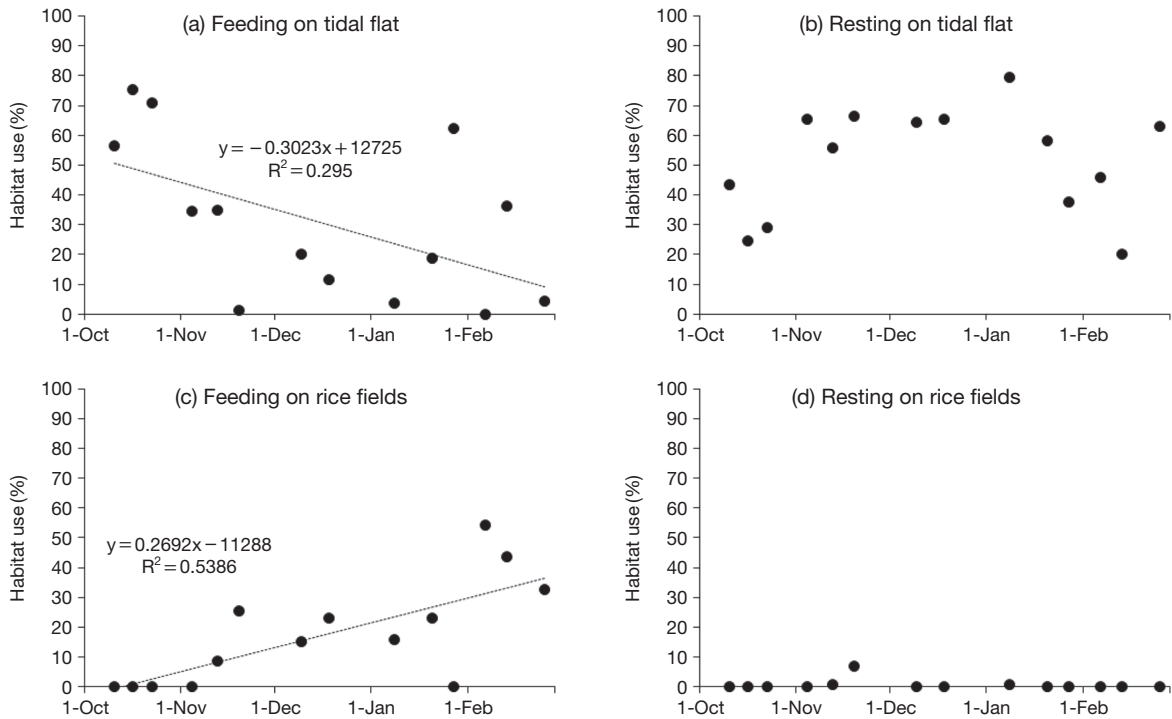 (a) Feeding on tidal flat
Habitat use (%)
100
90
80
70
60
50
40
30
20
10
0
y = −0.3023x + 12725
R² = 0.295
1-Oct 1-Nov 1-Dec 1-Jan 1-Feb
(b) Resting on tidal flat
Habitat use (%)
100
90
80
70
60
50
40
30
20
10
0
1-Oct 1-Nov 1-Dec 1-Jan 1-Feb
(c) Feeding on rice fields
Habitat use (%)
100
90
80
70
60
50
40
30
20
10
0
y = 0.2692x − 11288
R² = 0.5386
1-Oct 1-Nov 1-Dec 1-Jan 1-Feb
(d) Resting on rice fields
Habitat use (%)
100
90
80
70
60
50
40
30
20
10
0
1-Oct 1-Nov 1-Dec 1-Jan 1-Feb